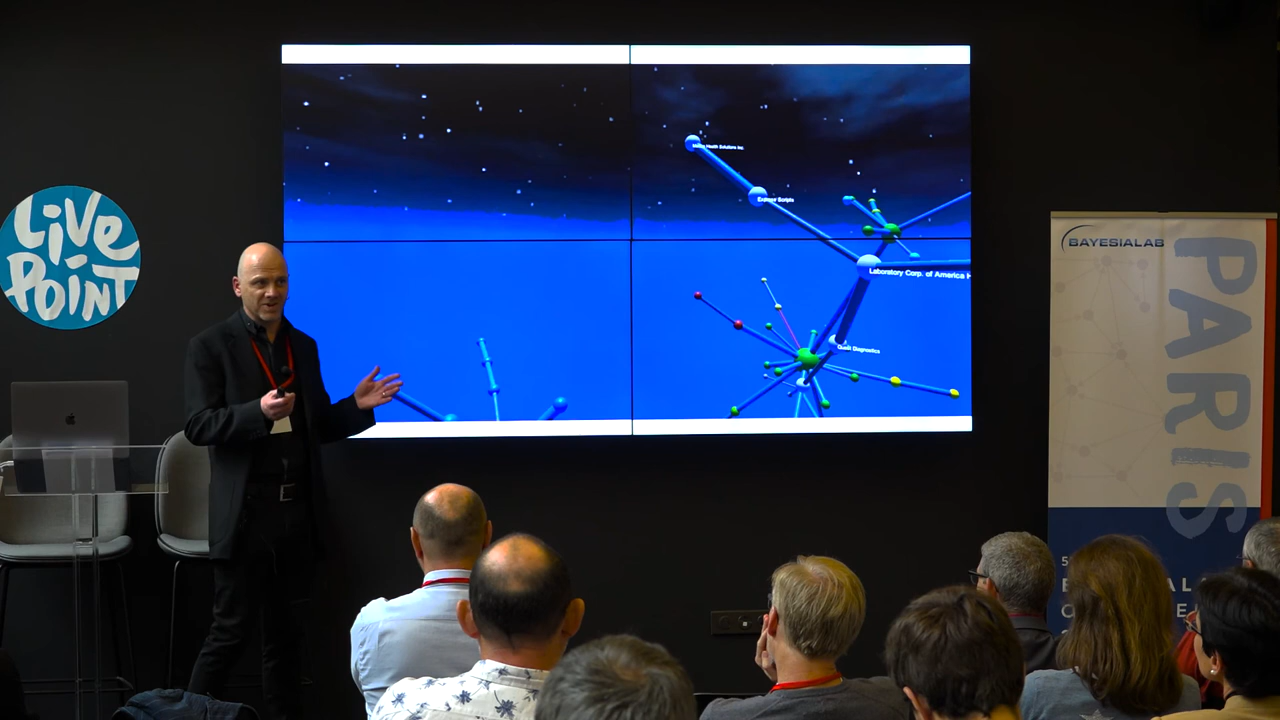 LiVE
POiNT
Express Scripts
Laboratory Corp. of America H
Quest Diagnostics
BAYESIALAB
PARIS